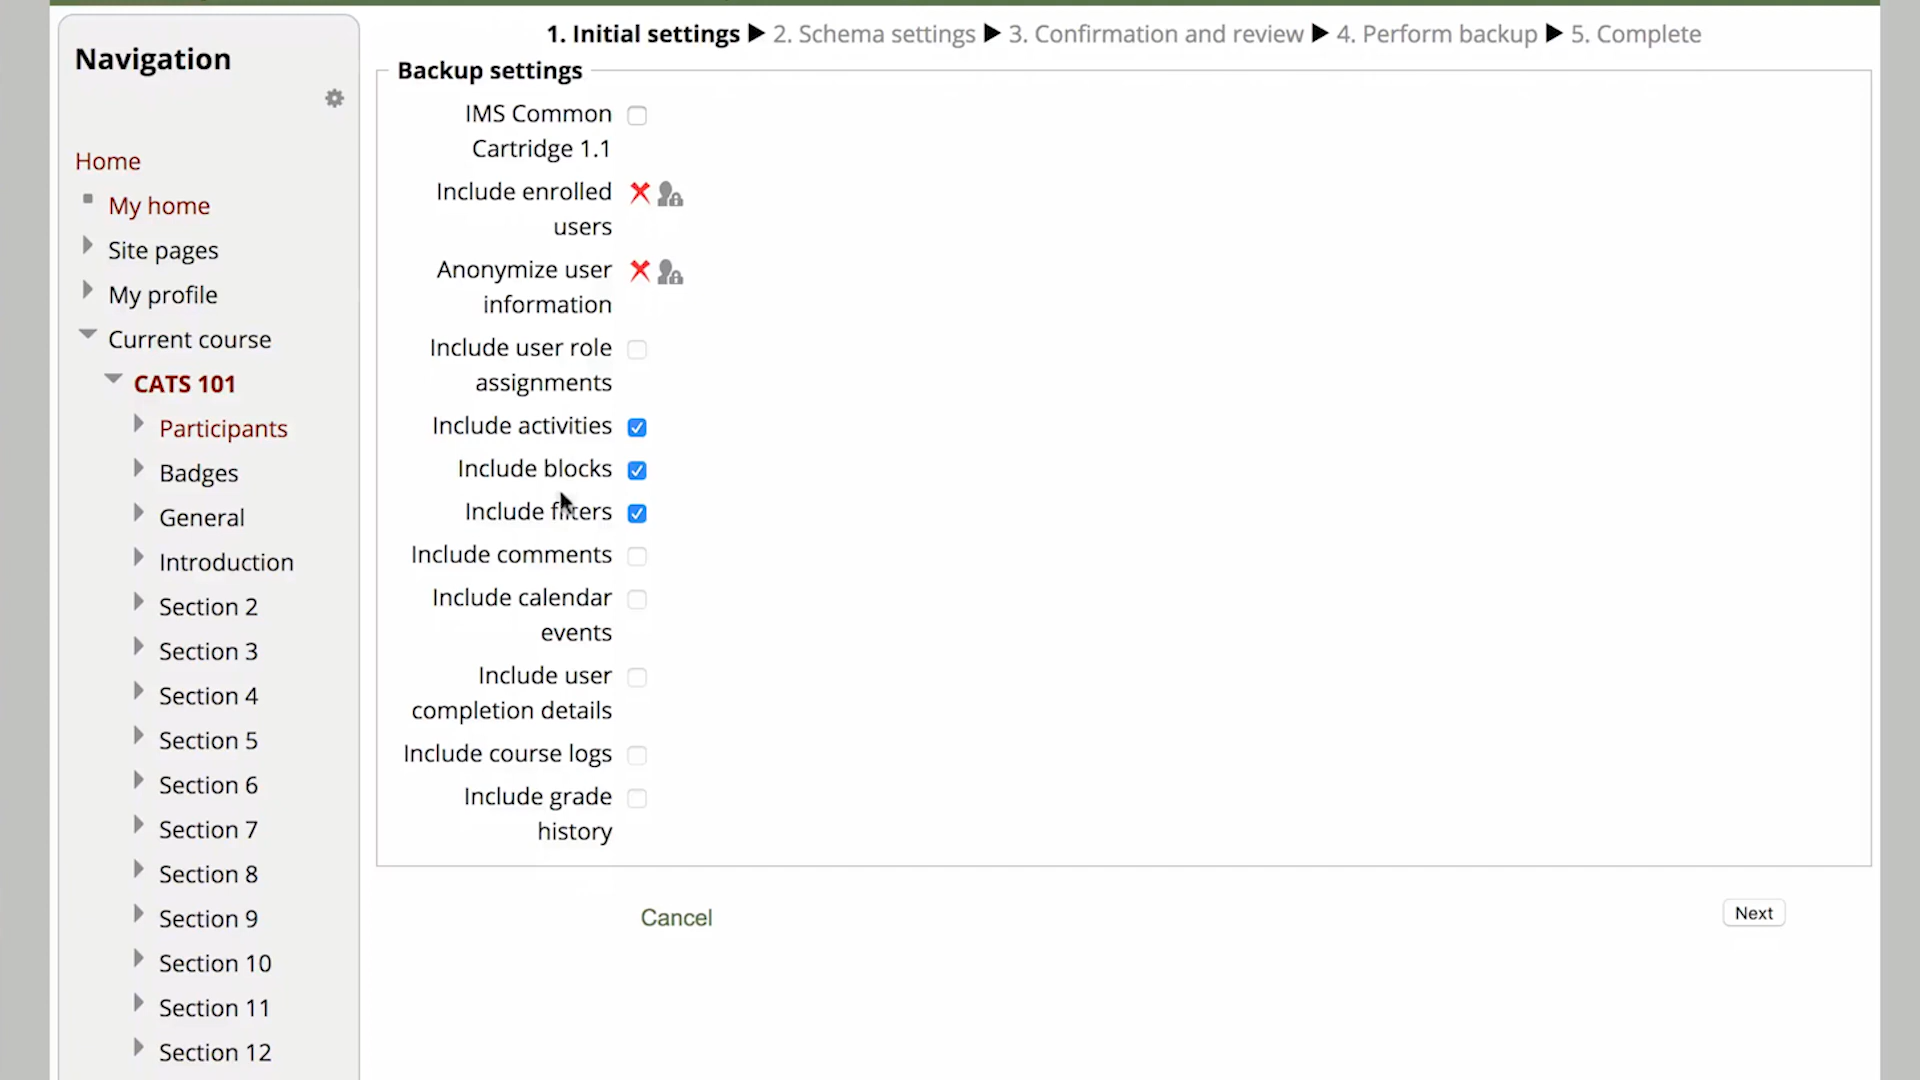 Navigation
Home
My home
Site pages
My profile
Current course
CATS 101
Participants
Badges
General
Introduction
Section 2
Section 3
Section 4
Section 5
Section 6
Section 7
Section 8
Section 9
Section 10
Section 11
Section 12
1. Initial settings ► 2. Schema settings ► 3. Confirmation and review ► 4. Perform backup ► 5. Complete
Backup settings
IMS Common
Cartridge 1.1
Include enrolled
users
Anonymize user
information
Include user role
assignments
Include activities
Include blocks
Include filters
Include comments
Include calendar
events
Include user
completion details
Include course logs
Include grade
history
Cancel
Next